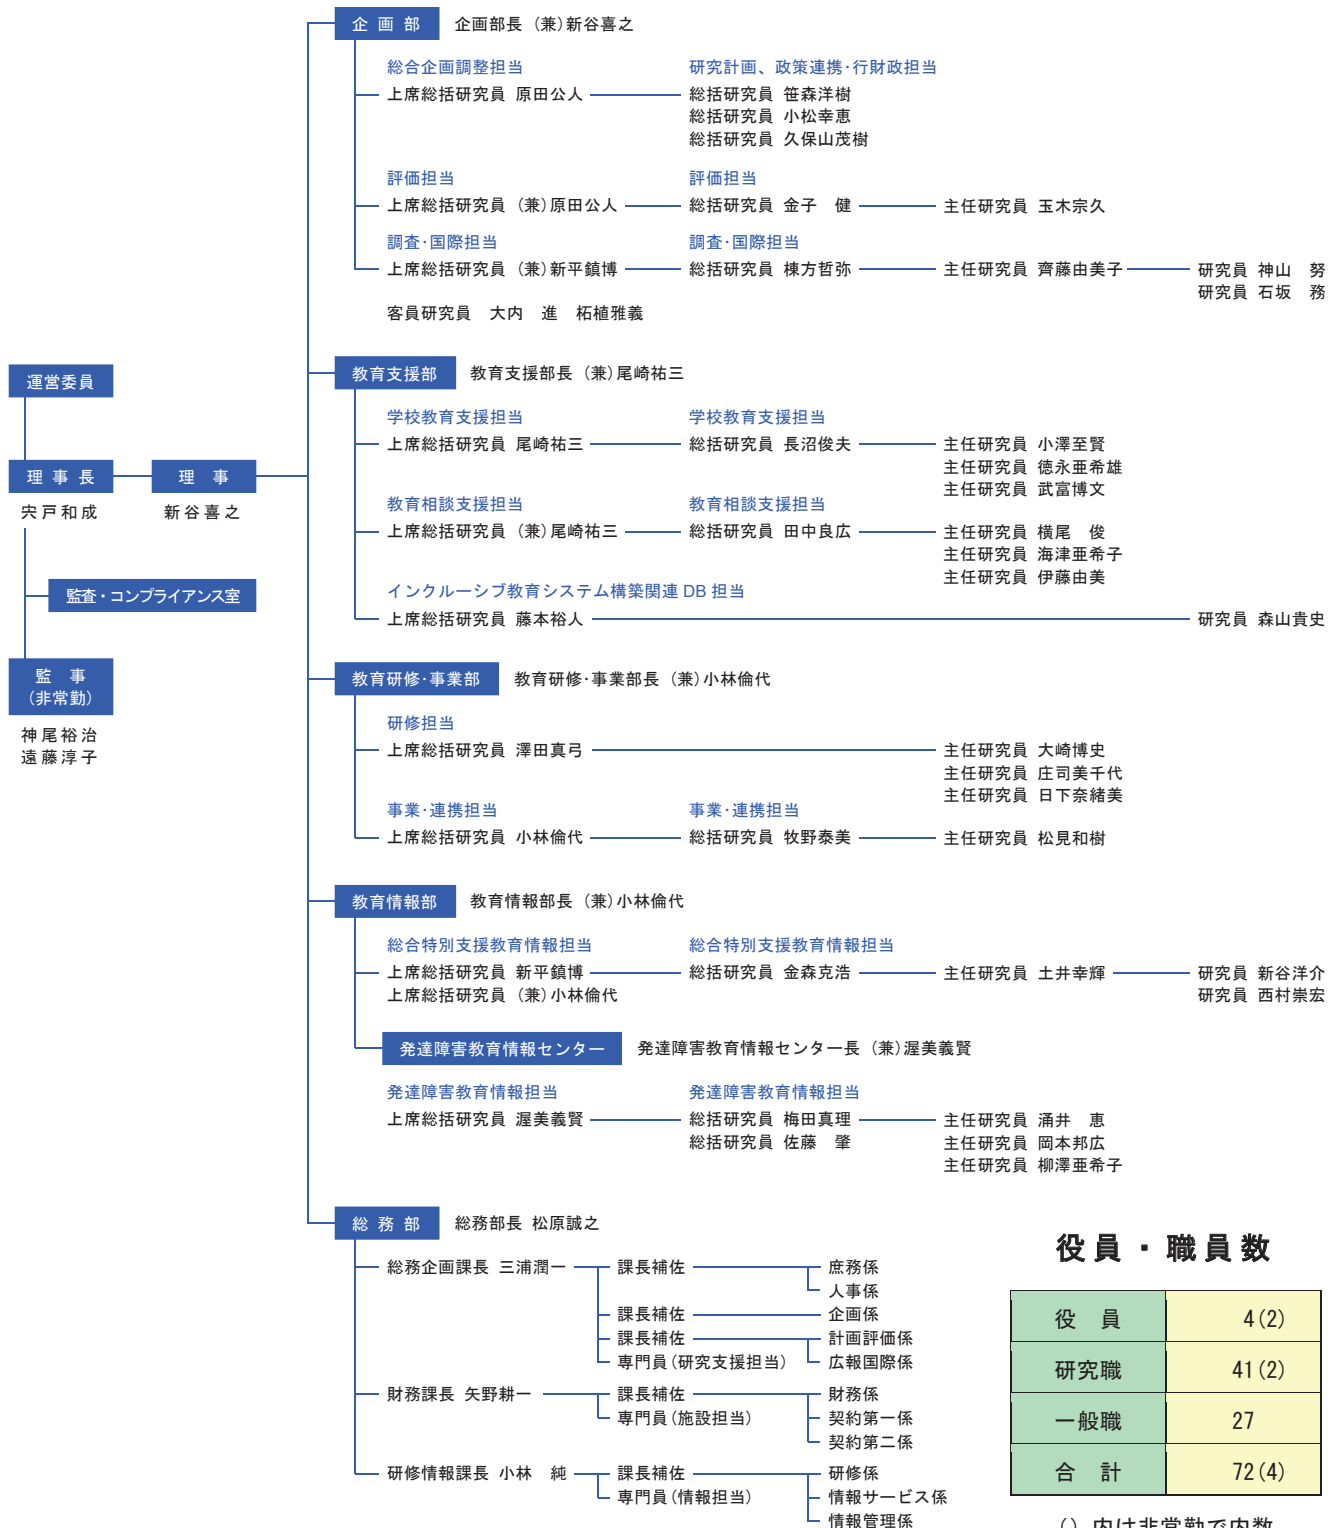 企画部 企画部長（兼）新谷喜之
総合企画調整担当 研究計画、政策連携・行財政担当
上席総括研究員 原田公人 総括研究員 笹森洋樹
総括研究員 小松幸恵
総括研究員 久保山茂樹
評価担当 評価担当
上席総括研究員（兼）原田公人 総括研究員 金子　健 主任研究員 玉木宗久
調査・国際担当 調査・国際担当
上席総括研究員（兼）新平鎮博 総括研究員 棟方哲弥 主任研究員 齊藤由美子 研究員 神山　努
研究員 石坂　務
客員研究員　大内　進　柘植雅義
運営委員
理事長 理　事
宍戸和成 新谷喜之
監査・コンプライアンス室
監　事
（非常勤）
神尾裕治
遠藤淳子
教育支援部 教育支援部長（兼）尾崎祐三
学校教育支援担当 学校教育支援担当
上席総括研究員 尾崎祐三 総括研究員 長沼俊夫 主任研究員 小澤至賢
主任研究員 德永亜希雄
主任研究員 武富博文
教育相談支援担当 教育相談支援担当
上席総括研究員（兼）尾崎祐三 総括研究員 田中良広 主任研究員 横尾　俊
主任研究員 海津亜希子
主任研究員 伊藤由美
インクルーシブ教育システム構築関連 DB 担当
上席総括研究員 藤本裕人 研究員 森山貴史
教育研修・事業部 教育研修・事業部長（兼）小林倫代
研修担当
上席総括研究員 澤田真弓 主任研究員 大崎博史
主任研究員 庄司美千代
主任研究員 日下奈緒美
事業・連携担当 事業・連携担当
上席総括研究員 小林倫代 総括研究員 牧野泰美 主任研究員 松見和樹
教育情報部 教育情報部長（兼）小林倫代
総合特別支援教育情報担当 総合特別支援教育情報担当
上席総括研究員 新平鎮博 総括研究員 金森克浩 主任研究員 土井幸輝 研究員 新谷洋介
上席総括研究員（兼）小林倫代 研究員 西村崇宏
発達障害教育情報センター 発達障害教育情報センター長（兼）渥美義賢
発達障害教育情報担当 発達障害教育情報担当
上席総括研究員 渥美義賢 総括研究員 梅田真理 主任研究員 涌井　恵
総括研究員 佐藤　肇 主任研究員 岡本邦広
主任研究員 柳澤亜希子
総務部 総務部長 松原誠之
総務企画課長 三浦潤一 課長補佐 庶務係
人事係
課長補佐 企画係
課長補佐 計画評価係
専門員（研究支援担当） 広報国際係
財務課長 矢野耕一 課長補佐 財務係
専門員（施設担当） 契約第一係
契約第二係
研修情報課長 小林　純 課長補佐 研修係
専門員（情報担当） 情報サービス係
情報管理係
役員・職員数
役　員 4(2)
研究職 41(2)
一般職 27
合　計 72(4)
（）内は非常勤で内数